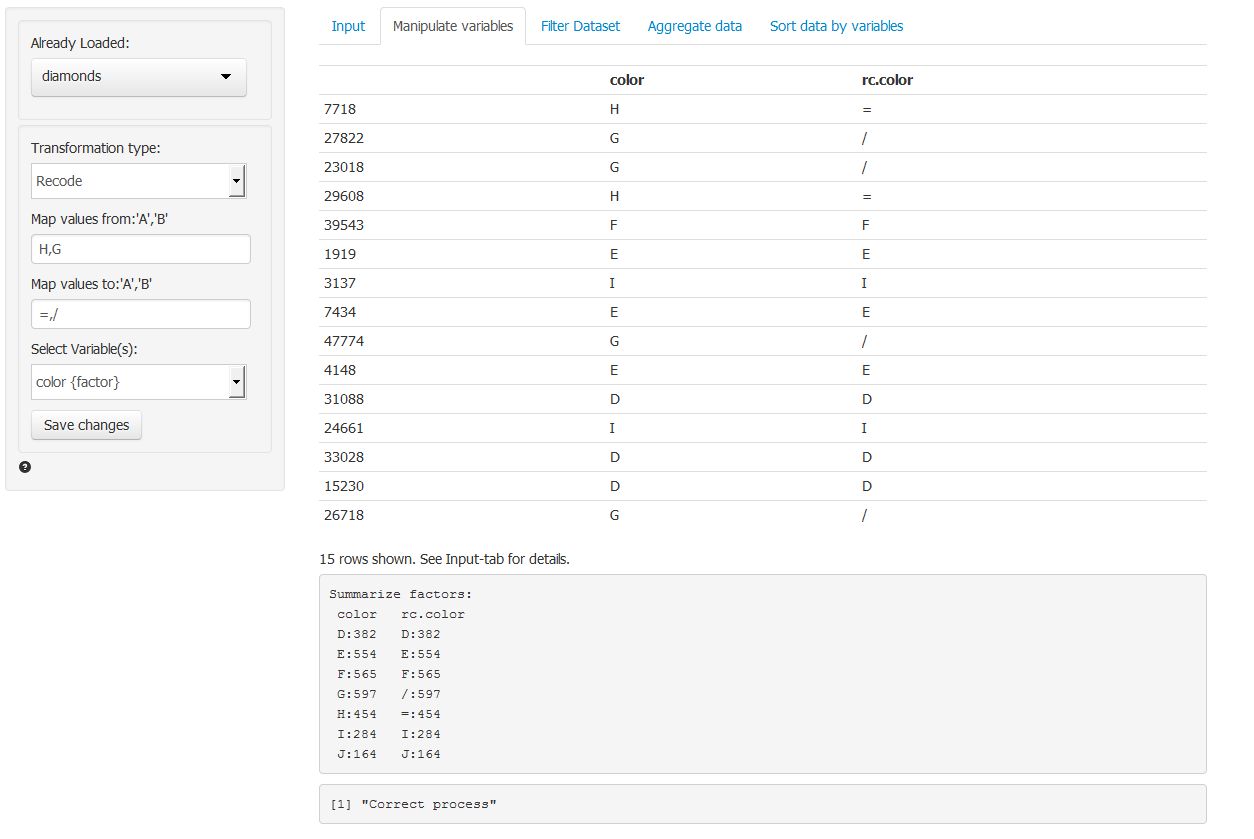 Already Loaded:
diamonds
Transformation type:
Recode
Map values from:'A','B'
H,G
Map values to:'A','B'
=,/
Select Variable(s):
color {factor}
Save changes
?
Input Manipulate variables Filter Dataset Aggregate data Sort data by variables
color rc.color
7718 H =
27822 G /
23018 G /
29608 H =
39543 F F
1919 E E
3137 I I
7434 E E
47774 G /
4148 E E
31088 D D
24661 I I
33028 D D
15230 D D
26718 G /
15 rows shown. See Input-tab for details.
Summarize factors:
color rc.color
D:382 D:382
E:554 E:554
F:565 F:565
G:597 /:597
H:454 =:454
I:284 I:284
J:164 J:164
[1] "Correct process"